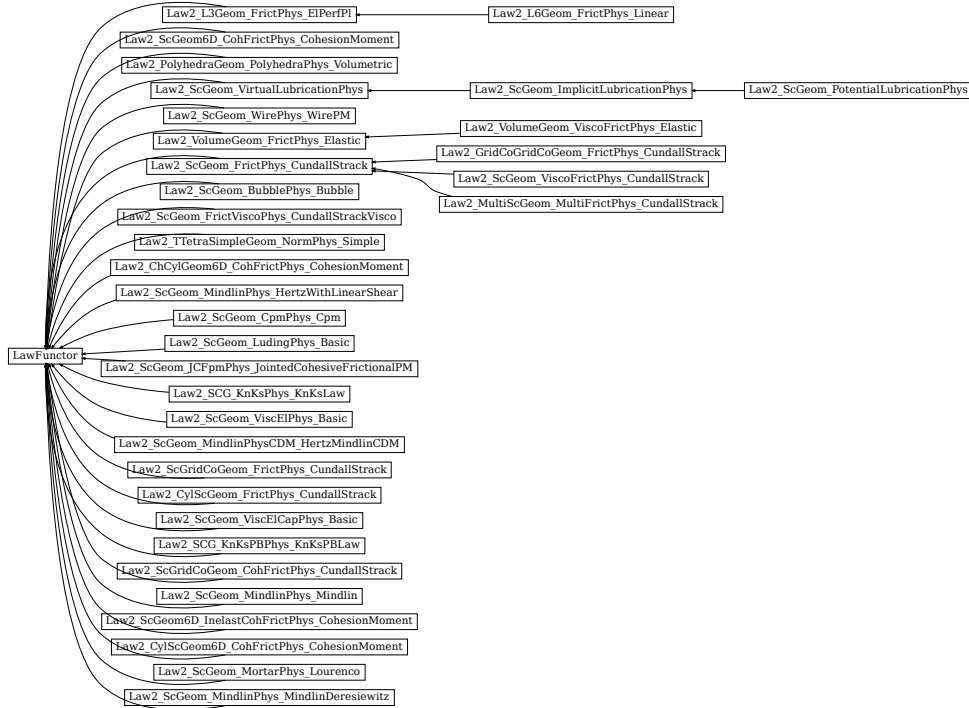 Law2_L3Geom_FrictPhys_ElPerfPl
Law2_L6Geom_FrictPhys_Linear
Law2_ScGeom6D_CohFrictPhys_CohesionMoment
Law2_PolyhedraGeom_PolyhedraPhys_Volumetric
Law2_ScGeom_VirtualLubricationPhys
Law2_ScGeom_ImplicitLubricationPhys
Law2_ScGeom_PotentialLubricationPhys
Law2_ScGeom_WirePhys_WirePM
Law2_VolumeGeom_ViscoFrictPhys_Elastic
Law2_VolumeGeom_FrictPhys_Elastic
Law2_GridCoGridCoGeom_FrictPhys_CundallStrack
Law2_ScGeom_FrictPhys_CundallStrack
Law2_ScGeom_ViscoFrictPhys_CundallStrack
Law2_ScGeom_BubblePhys_Bubble
Law2_MultiScGeom_MultiFrictPhys_CundallStrack
Law2_ScGeom_FrictViscoPhys_CundallStrackVisco
Law2_TTetraSimpleGeom_NormPhys_Simple
Law2_ChCylGeom6D_CohFrictPhys_CohesionMoment
Law2_ScGeom_MindlinPhys_HertzWithLinearShear
Law2_ScGeom_CpmPhys_Cpm
Law2_ScGeom_LudingPhys_Basic
LawFunctor
Law2_ScGeom_JCFpmPhys_JointedCohesiveFrictionalPM
Law2_SCG_KnKsPhys_KnKsLaw
Law2_ScGeom_ViscElPhys_Basic
Law2_ScGeom_MindlinPhysCDM_HertzMindlinCDM
Law2_ScGridCoGeom_FrictPhys_CundallStrack
Law2_CylScGeom_FrictPhys_CundallStrack
Law2_ScGeom_ViscElCapPhys_Basic
Law2_SCG_KnKsPBPhys_KnKsPBLaw
Law2_ScGridCoGeom_CohFrictPhys_CundallStrack
Law2_ScGeom_MindlinPhys_Mindlin
Law2_ScGeom6D_InelastCohFrictPhys_CohesionMoment
Law2_CylScGeom6D_CohFrictPhys_CohesionMoment
Law2_ScGeom_MortarPhys_Lourenco
Law2_ScGeom_MindlinPhys_MindlinDeresiewitz